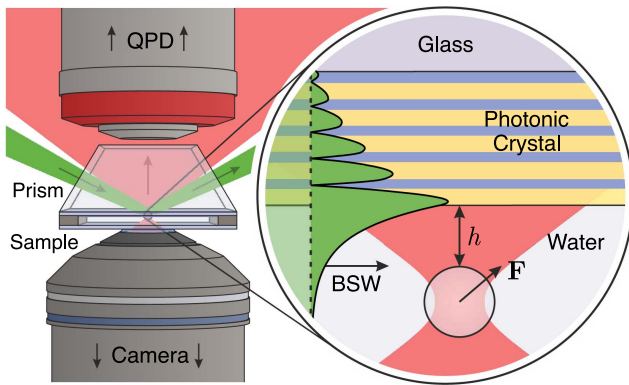 ↑ QPD ↑
Prism
Sample
↓ Camera ↓
Glass
Photonic
Crystal
h
Water
BSW
F